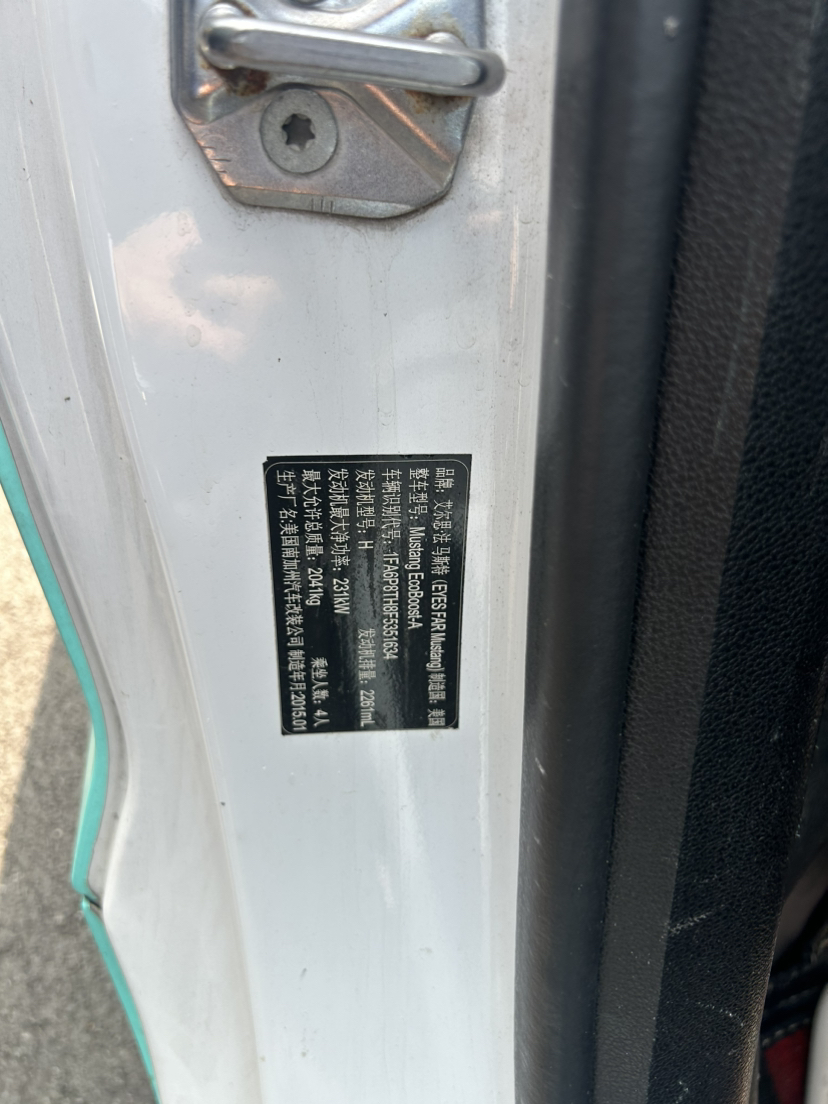 品牌：艾尔思·法 马斯特（EYES FAR Mustang）制造国：美国
整车型号：Mustang EcoBoost-A
车辆识别代号：1FA6P8TH8F5351634
发动机型号：H 发动机排量：2261mL
发动机最大净功率：231kW
最大允许总质量：2041kg 乘坐人数：4人
生产厂名:美国南加州汽车改装公司 制造年月:2015.01